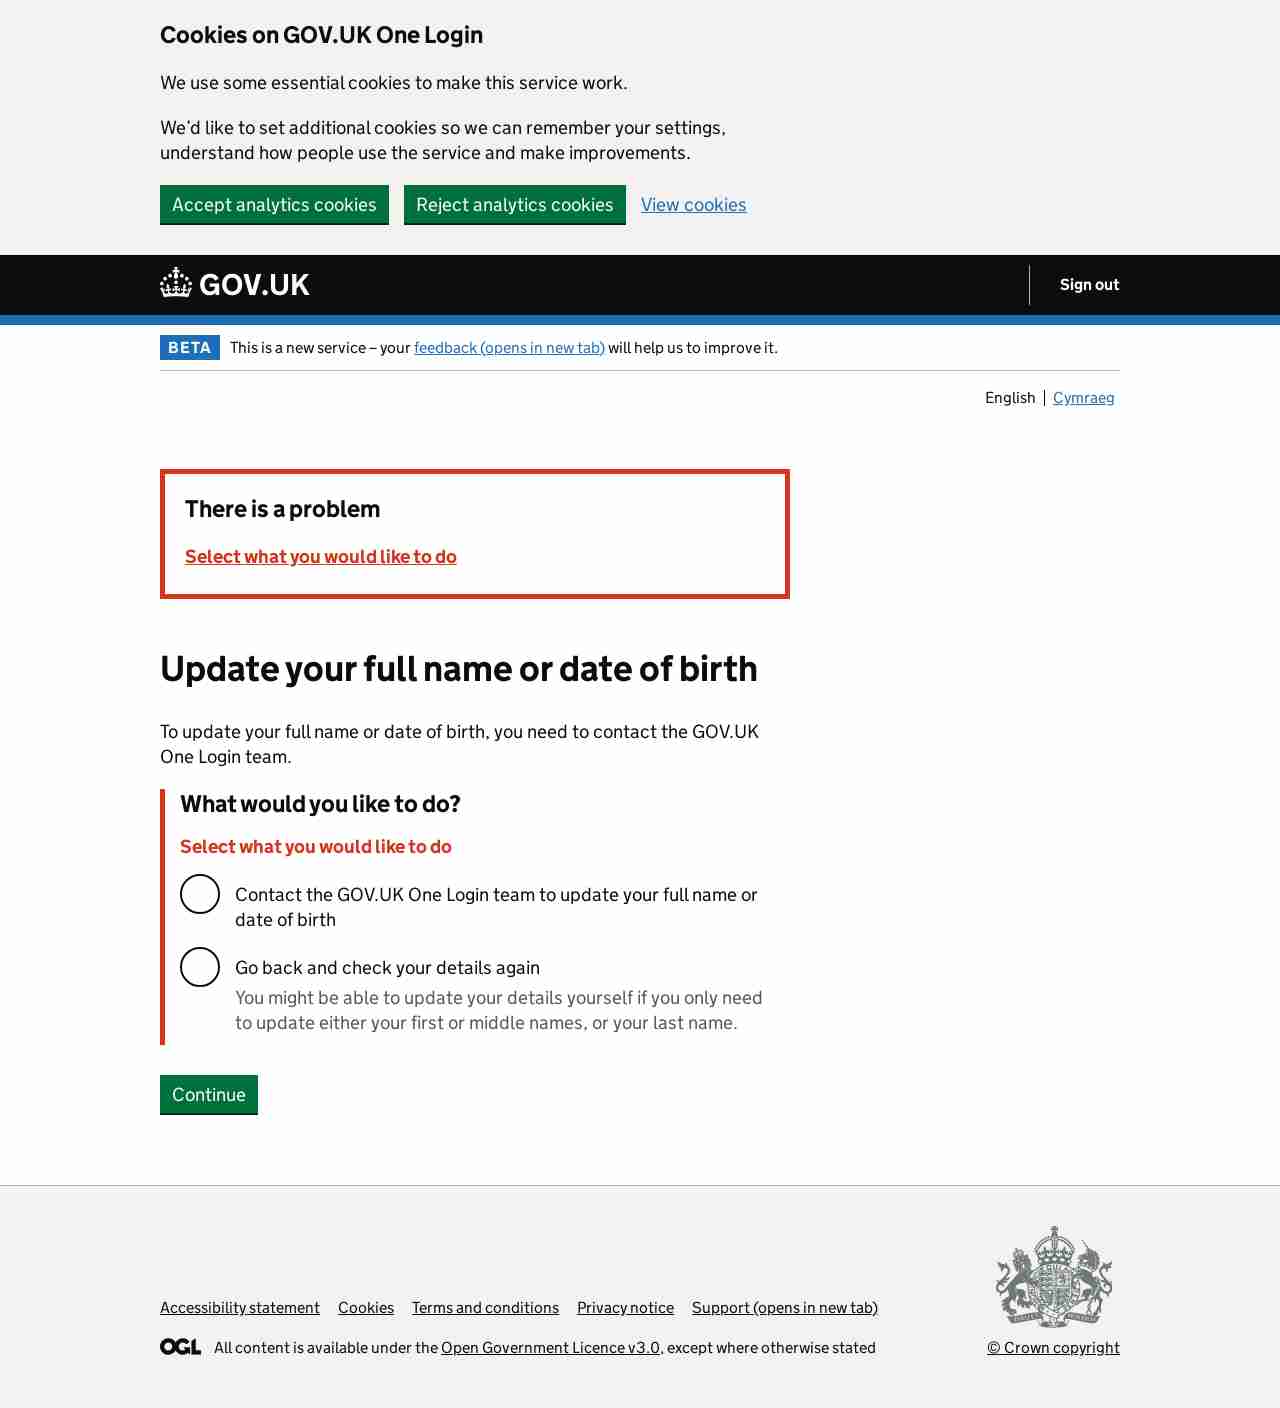 Cookies on GOV.UK One Login
We use some essential cookies to make this service work.
We’d like to set additional cookies so we can remember your settings,
understand how people use the service and make improvements.
Accept analytics cookies Reject analytics cookies View cookies
GOV.UK Sign out
BETA This is a new service – your feedback (opens in new tab) will help us to improve it.
English Cymraeg
There is a problem
Select what you would like to do
Update your full name or date of birth
To update your full name or date of birth, you need to contact the GOV.UK
One Login team.
What would you like to do?
Select what you would like to do
Contact the GOV.UK One Login team to update your full name or
date of birth
Go back and check your details again
You might be able to update your details yourself if you only need
to update either your first or middle names, or your last name.
Continue
Accessibility statement Cookies Terms and conditions Privacy notice Support (opens in new tab)
OGL All content is available under the Open Government Licence v3.0, except where otherwise stated
© Crown copyright